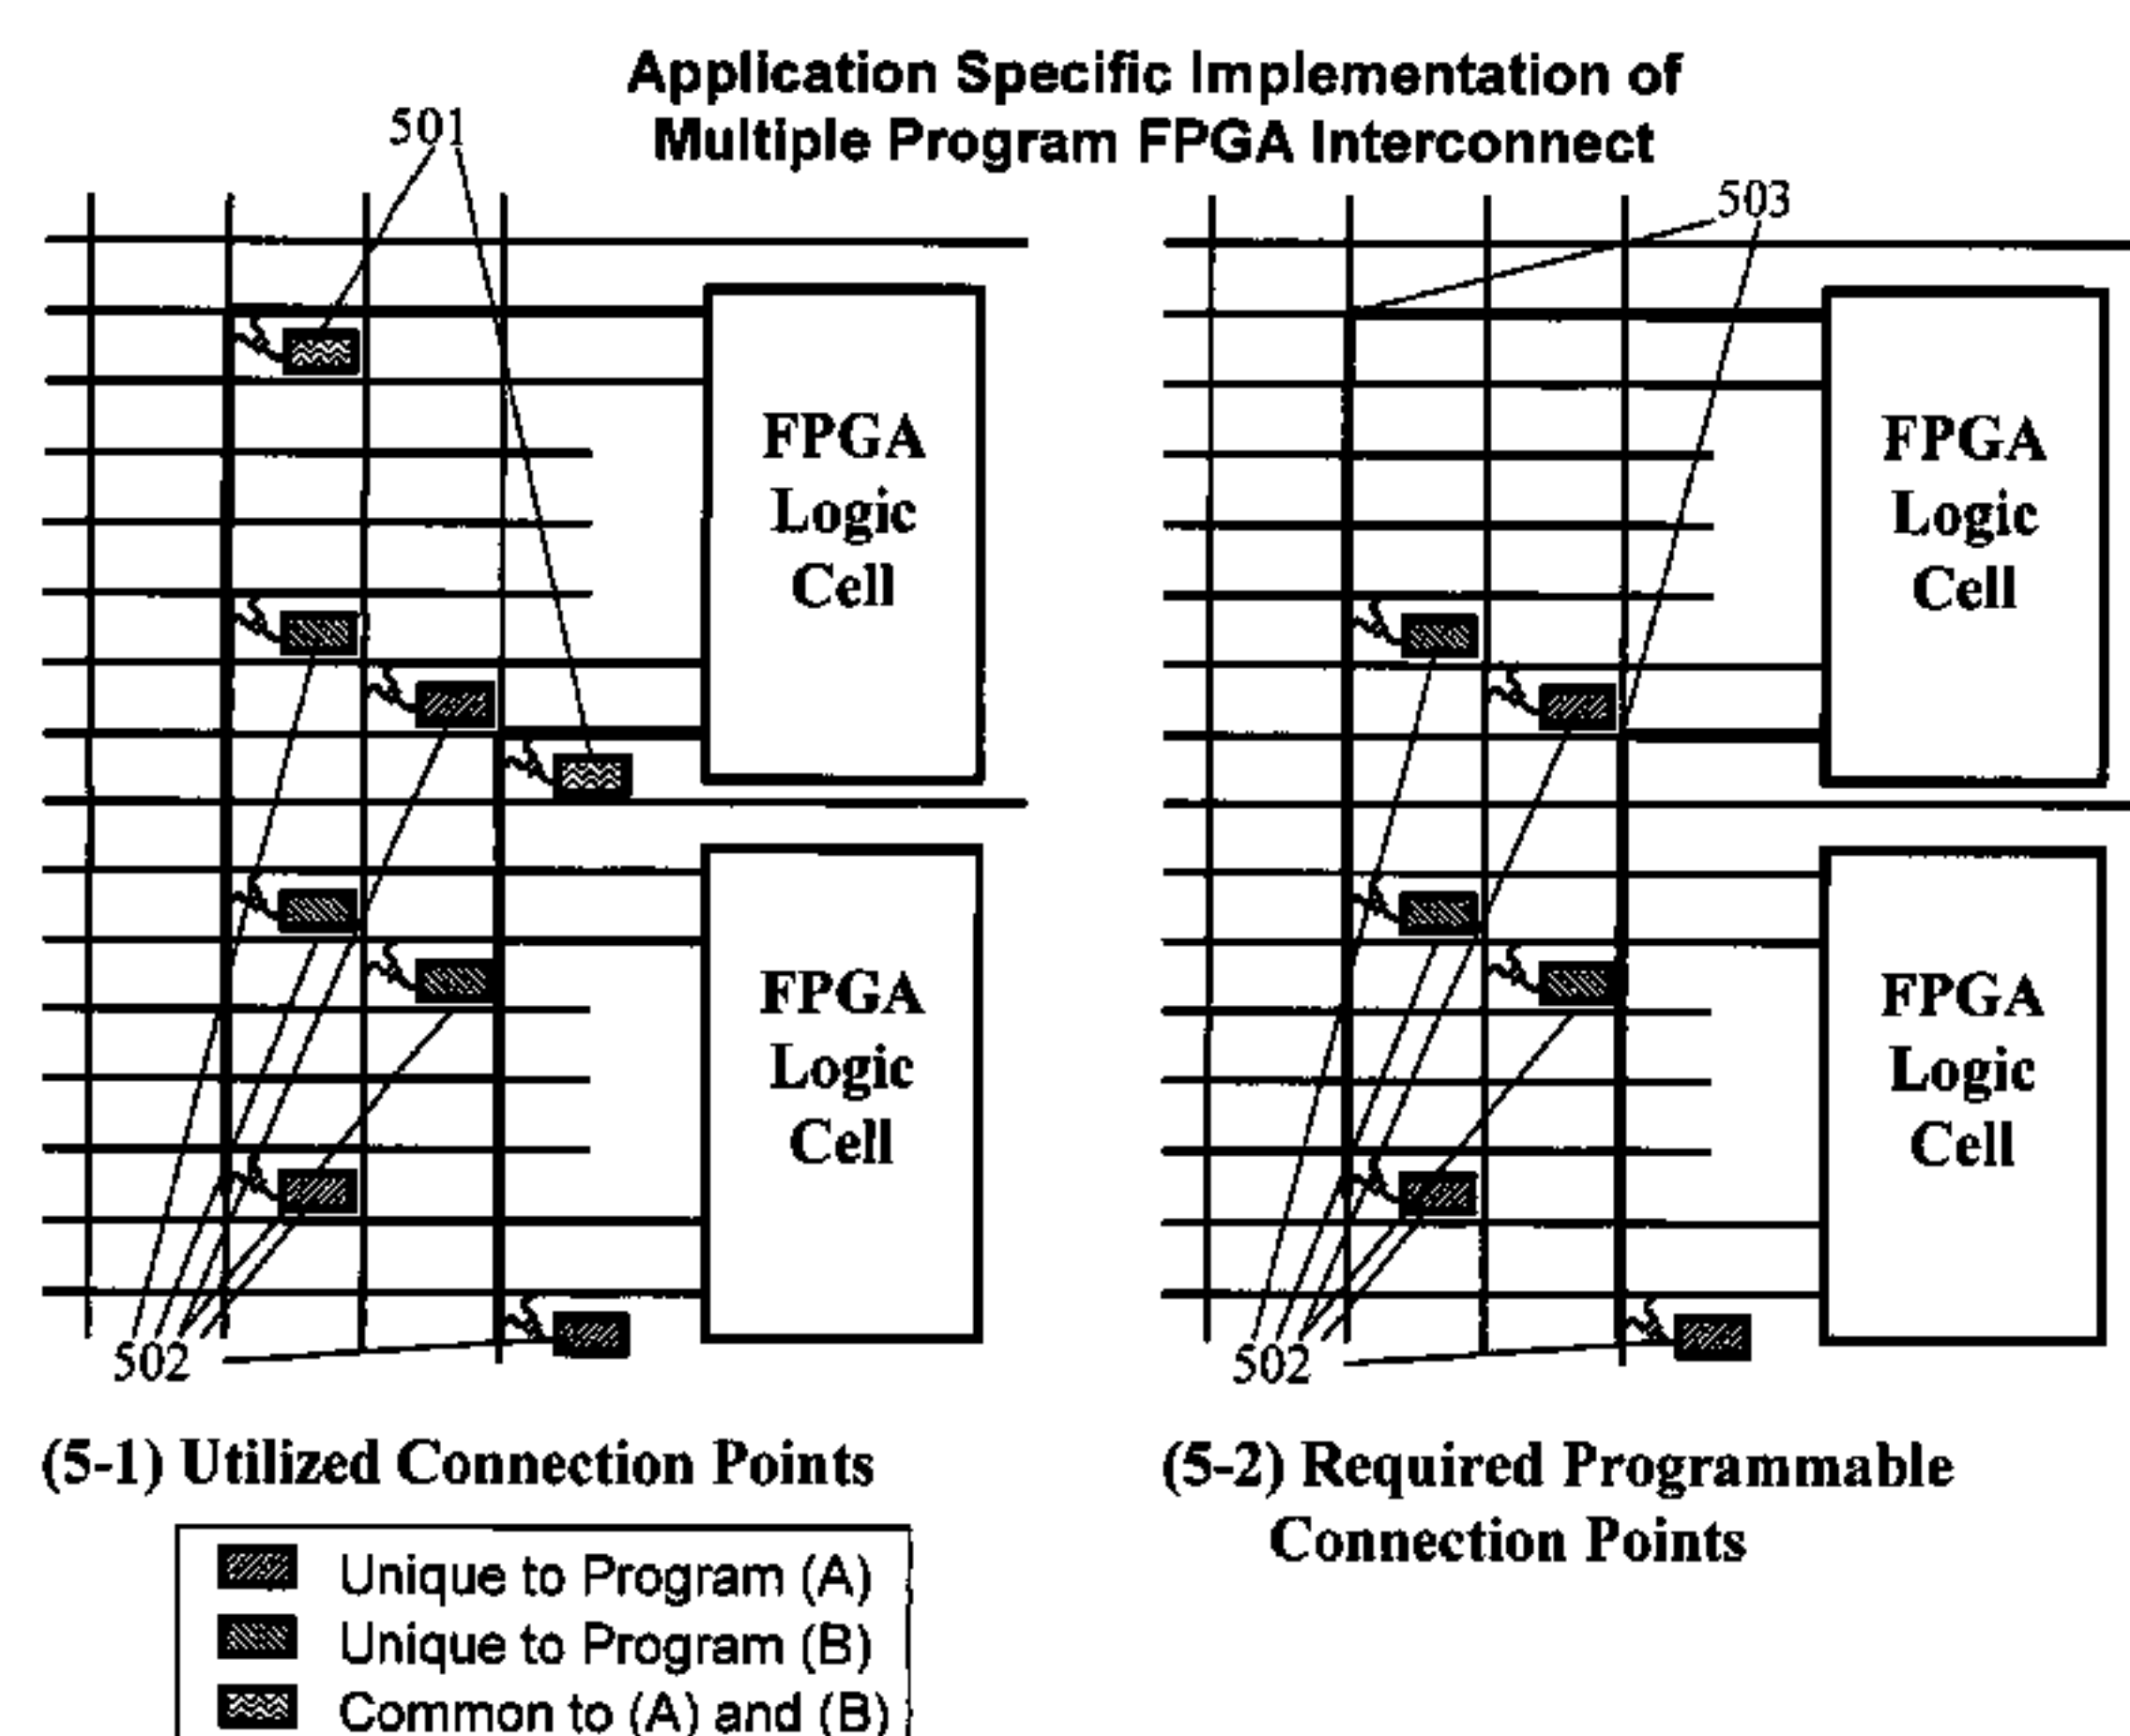 Application Specific Implementation of
Multiple Program FPGA Interconnect
501
503
FPGA
Logic
Cell
FPGA
Logic
Cell
FPGA
Logic
Cell
FPGA
Logic
Cell
502
502
(5-1) Utilized Connection Points
(5-2) Required Programmable
Connection Points
Unique to Program (A)
Unique to Program (B)
Common to (A) and (B)